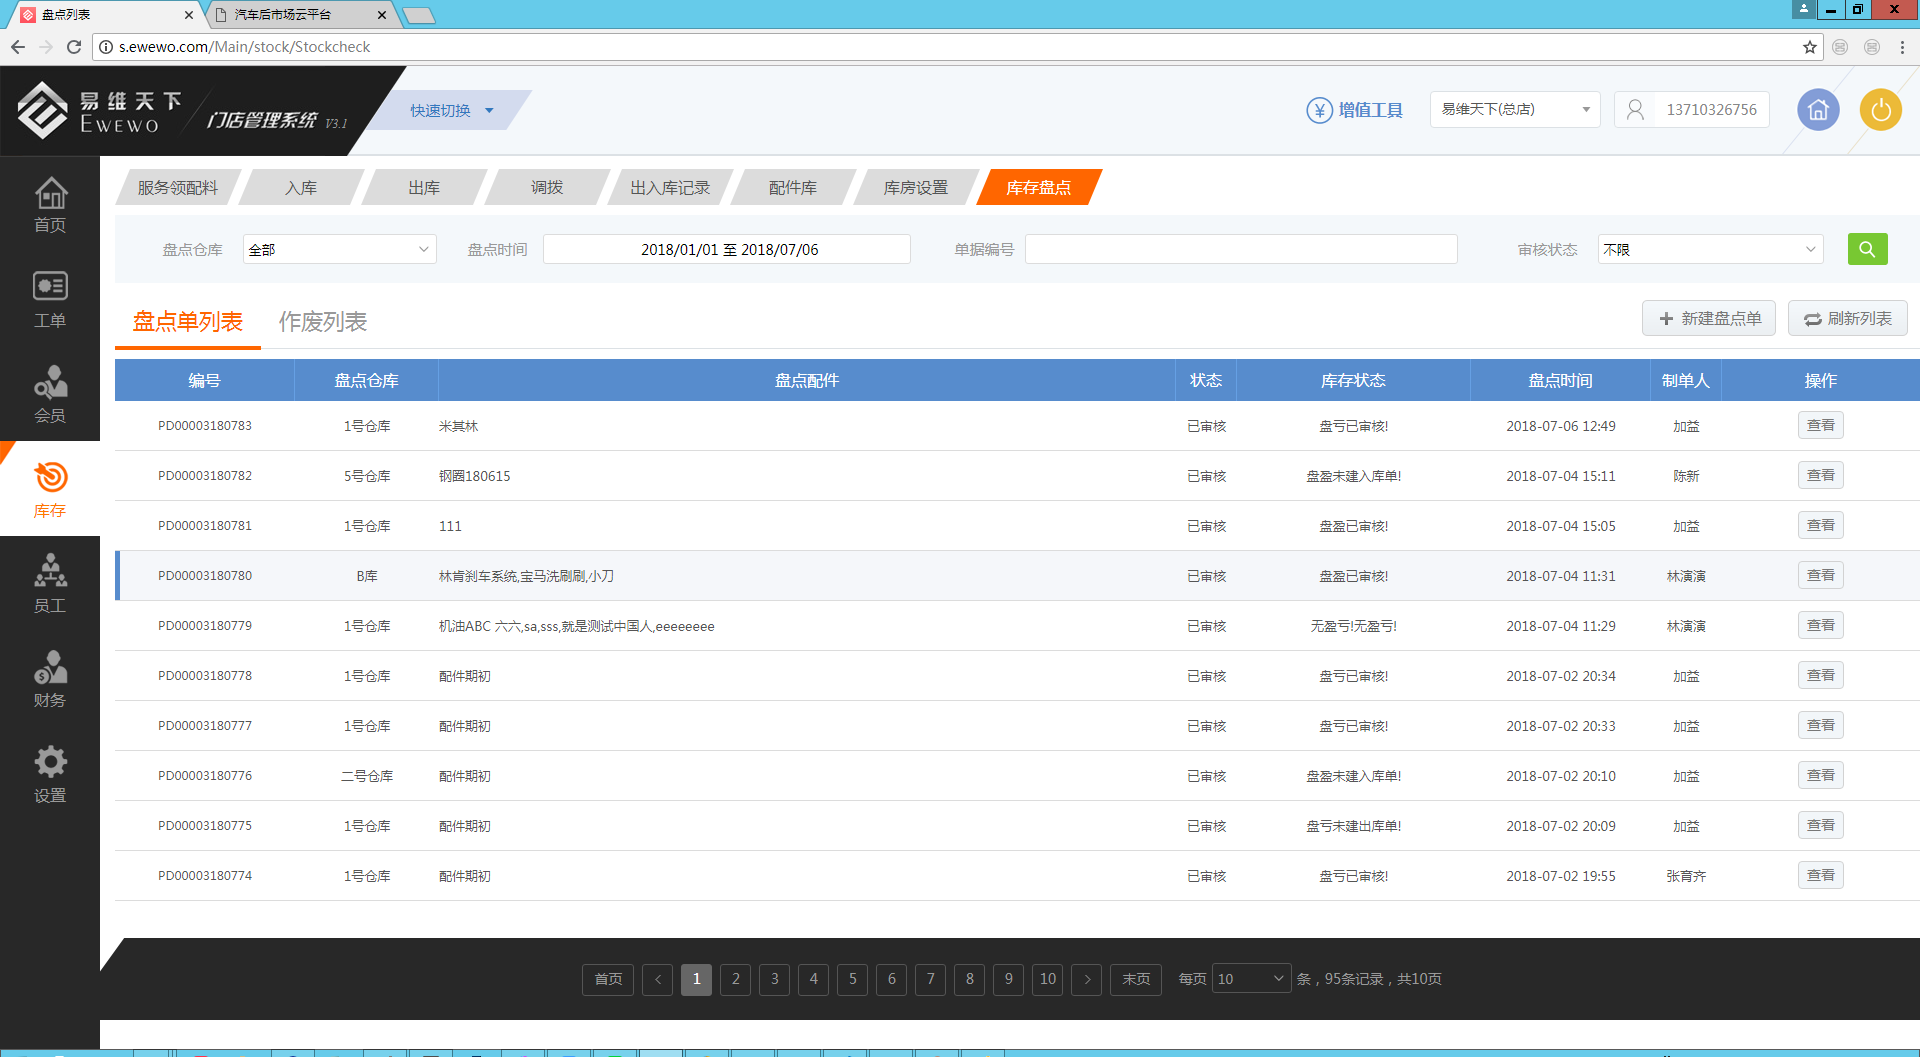 盘点列表
汽车后市场云平台
s.ewewo.com/Main/stock/Stockcheck
易维天下
EWEWO
门店管理系统 V3.1
快速切换
增值工具
易维天下(总店)
13710326756
首页
工单
会员
库存
员工
财务
设置
服务领配料 入库 出库 调拨 出入库记录 配件库 库房设置 库存盘点
盘点仓库 全部 盘点时间 2018/01/01 至 2018/07/06 单据编号 审核状态 不限
盘点单列表 作废列表 新建盘点单 刷新列表
编号 盘点仓库 盘点配件 状态 库存状态 盘点时间 制单人 操作
PD00003180783 1号仓库 米其林 已审核 盘亏已审核! 2018-07-06 12:49 加益 查看
PD00003180782 5号仓库 钢圈180615 已审核 盘盈未建入库单! 2018-07-04 15:11 陈新 查看
PD00003180781 1号仓库 111 已审核 盘盈已审核! 2018-07-04 15:05 加益 查看
PD00003180780 B库 林肯刹车系统,宝马洗刷刷,小刀 已审核 盘盈已审核! 2018-07-04 11:31 林演演 查看
PD00003180779 1号仓库 机油ABC 六六,sa,sss,就是测试中国人,eeeeeeee 已审核 无盈亏!无盈亏! 2018-07-04 11:29 林演演 查看
PD00003180778 1号仓库 配件期初 已审核 盘亏已审核! 2018-07-02 20:34 加益 查看
PD00003180777 1号仓库 配件期初 已审核 盘亏已审核! 2018-07-02 20:33 加益 查看
PD00003180776 二号仓库 配件期初 已审核 盘盈未建入库单! 2018-07-02 20:10 加益 查看
PD00003180775 1号仓库 配件期初 已审核 盘亏未建出库单! 2018-07-02 20:09 加益 查看
PD00003180774 1号仓库 配件期初 已审核 盘亏已审核! 2018-07-02 19:55 张育齐 查看
首页 < 1 2 3 4 5 6 7 8 9 10 > 末页 每页 10 条，95条记录，共10页